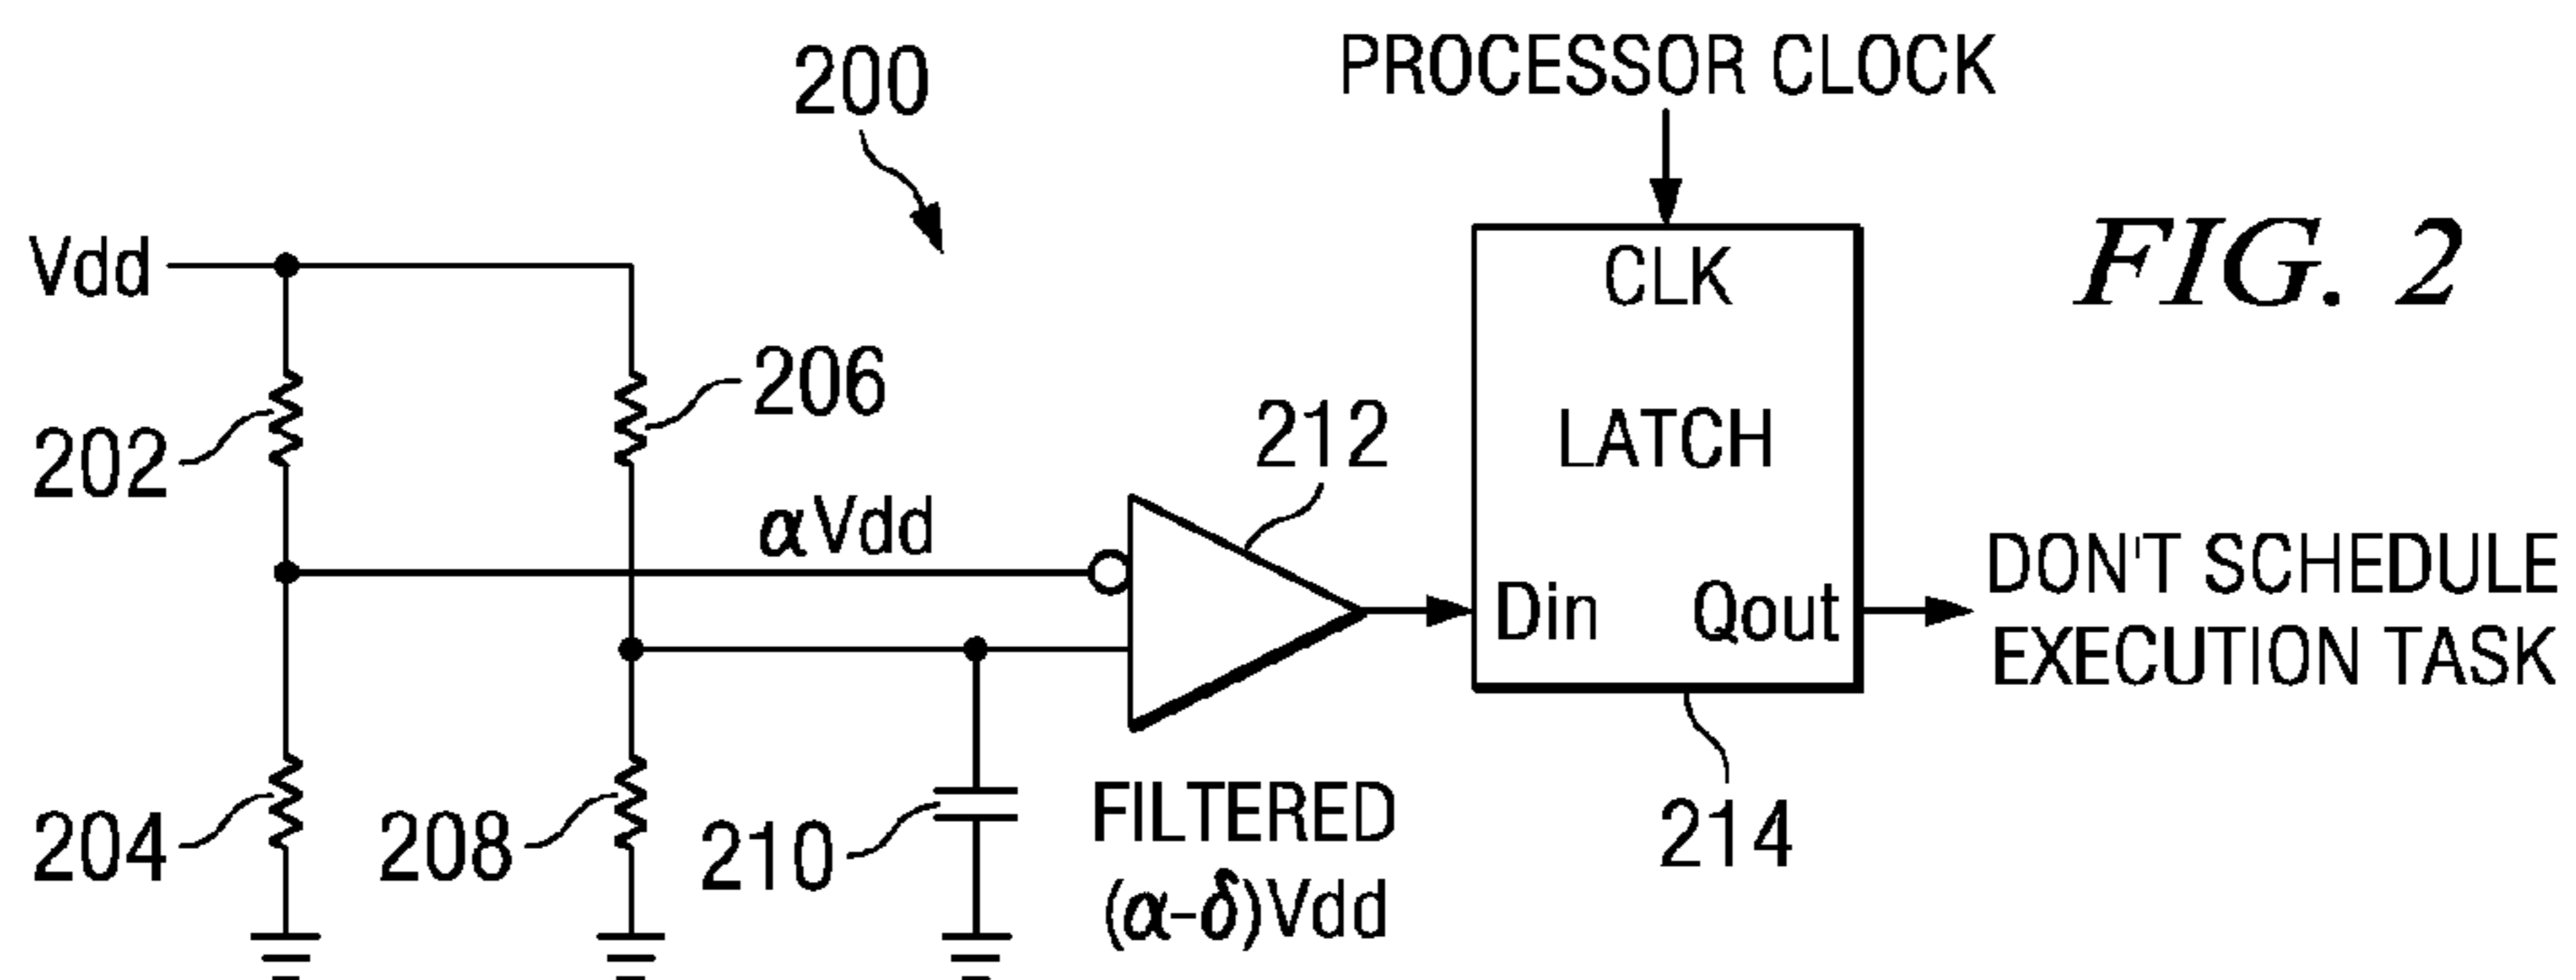 200
PROCESSOR CLOCK
FIG. 2
Vdd
CLK
206
202
212
LATCH
αVdd
Din Qout
DON'T SCHEDULE
EXECUTION TASK
204
208
210
FILTERED
(α-δ)Vdd
214